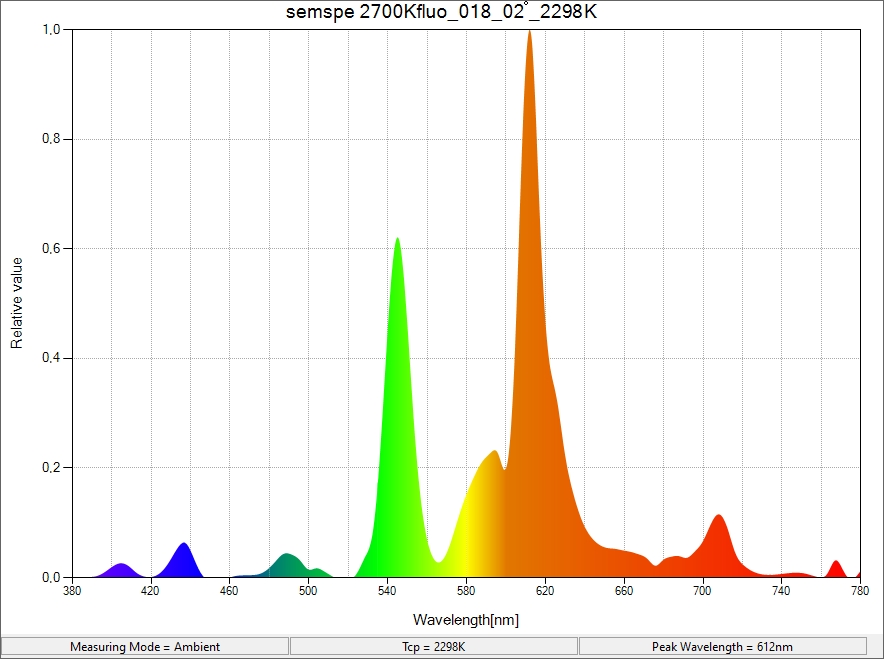 semspe 2700Kfluo_018_02°_2298K
1,0
0,8
0,6
0,4
0,2
0,0
Relative value
380 420 460 500 540 580 620 660 700 740 780
Wavelength[nm]
Measuring Mode = Ambient Tcp = 2298K Peak Wavelength = 612nm